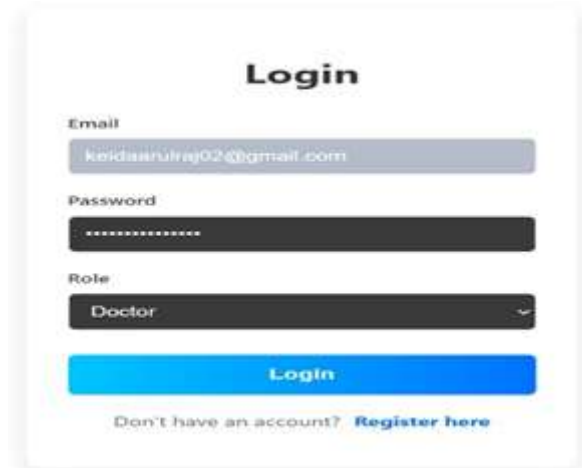 Login
Email
keidaarulraj02@gmail.com
Password
•••••••••••••••
Role
Doctor
Login
Don't have an account? Register here